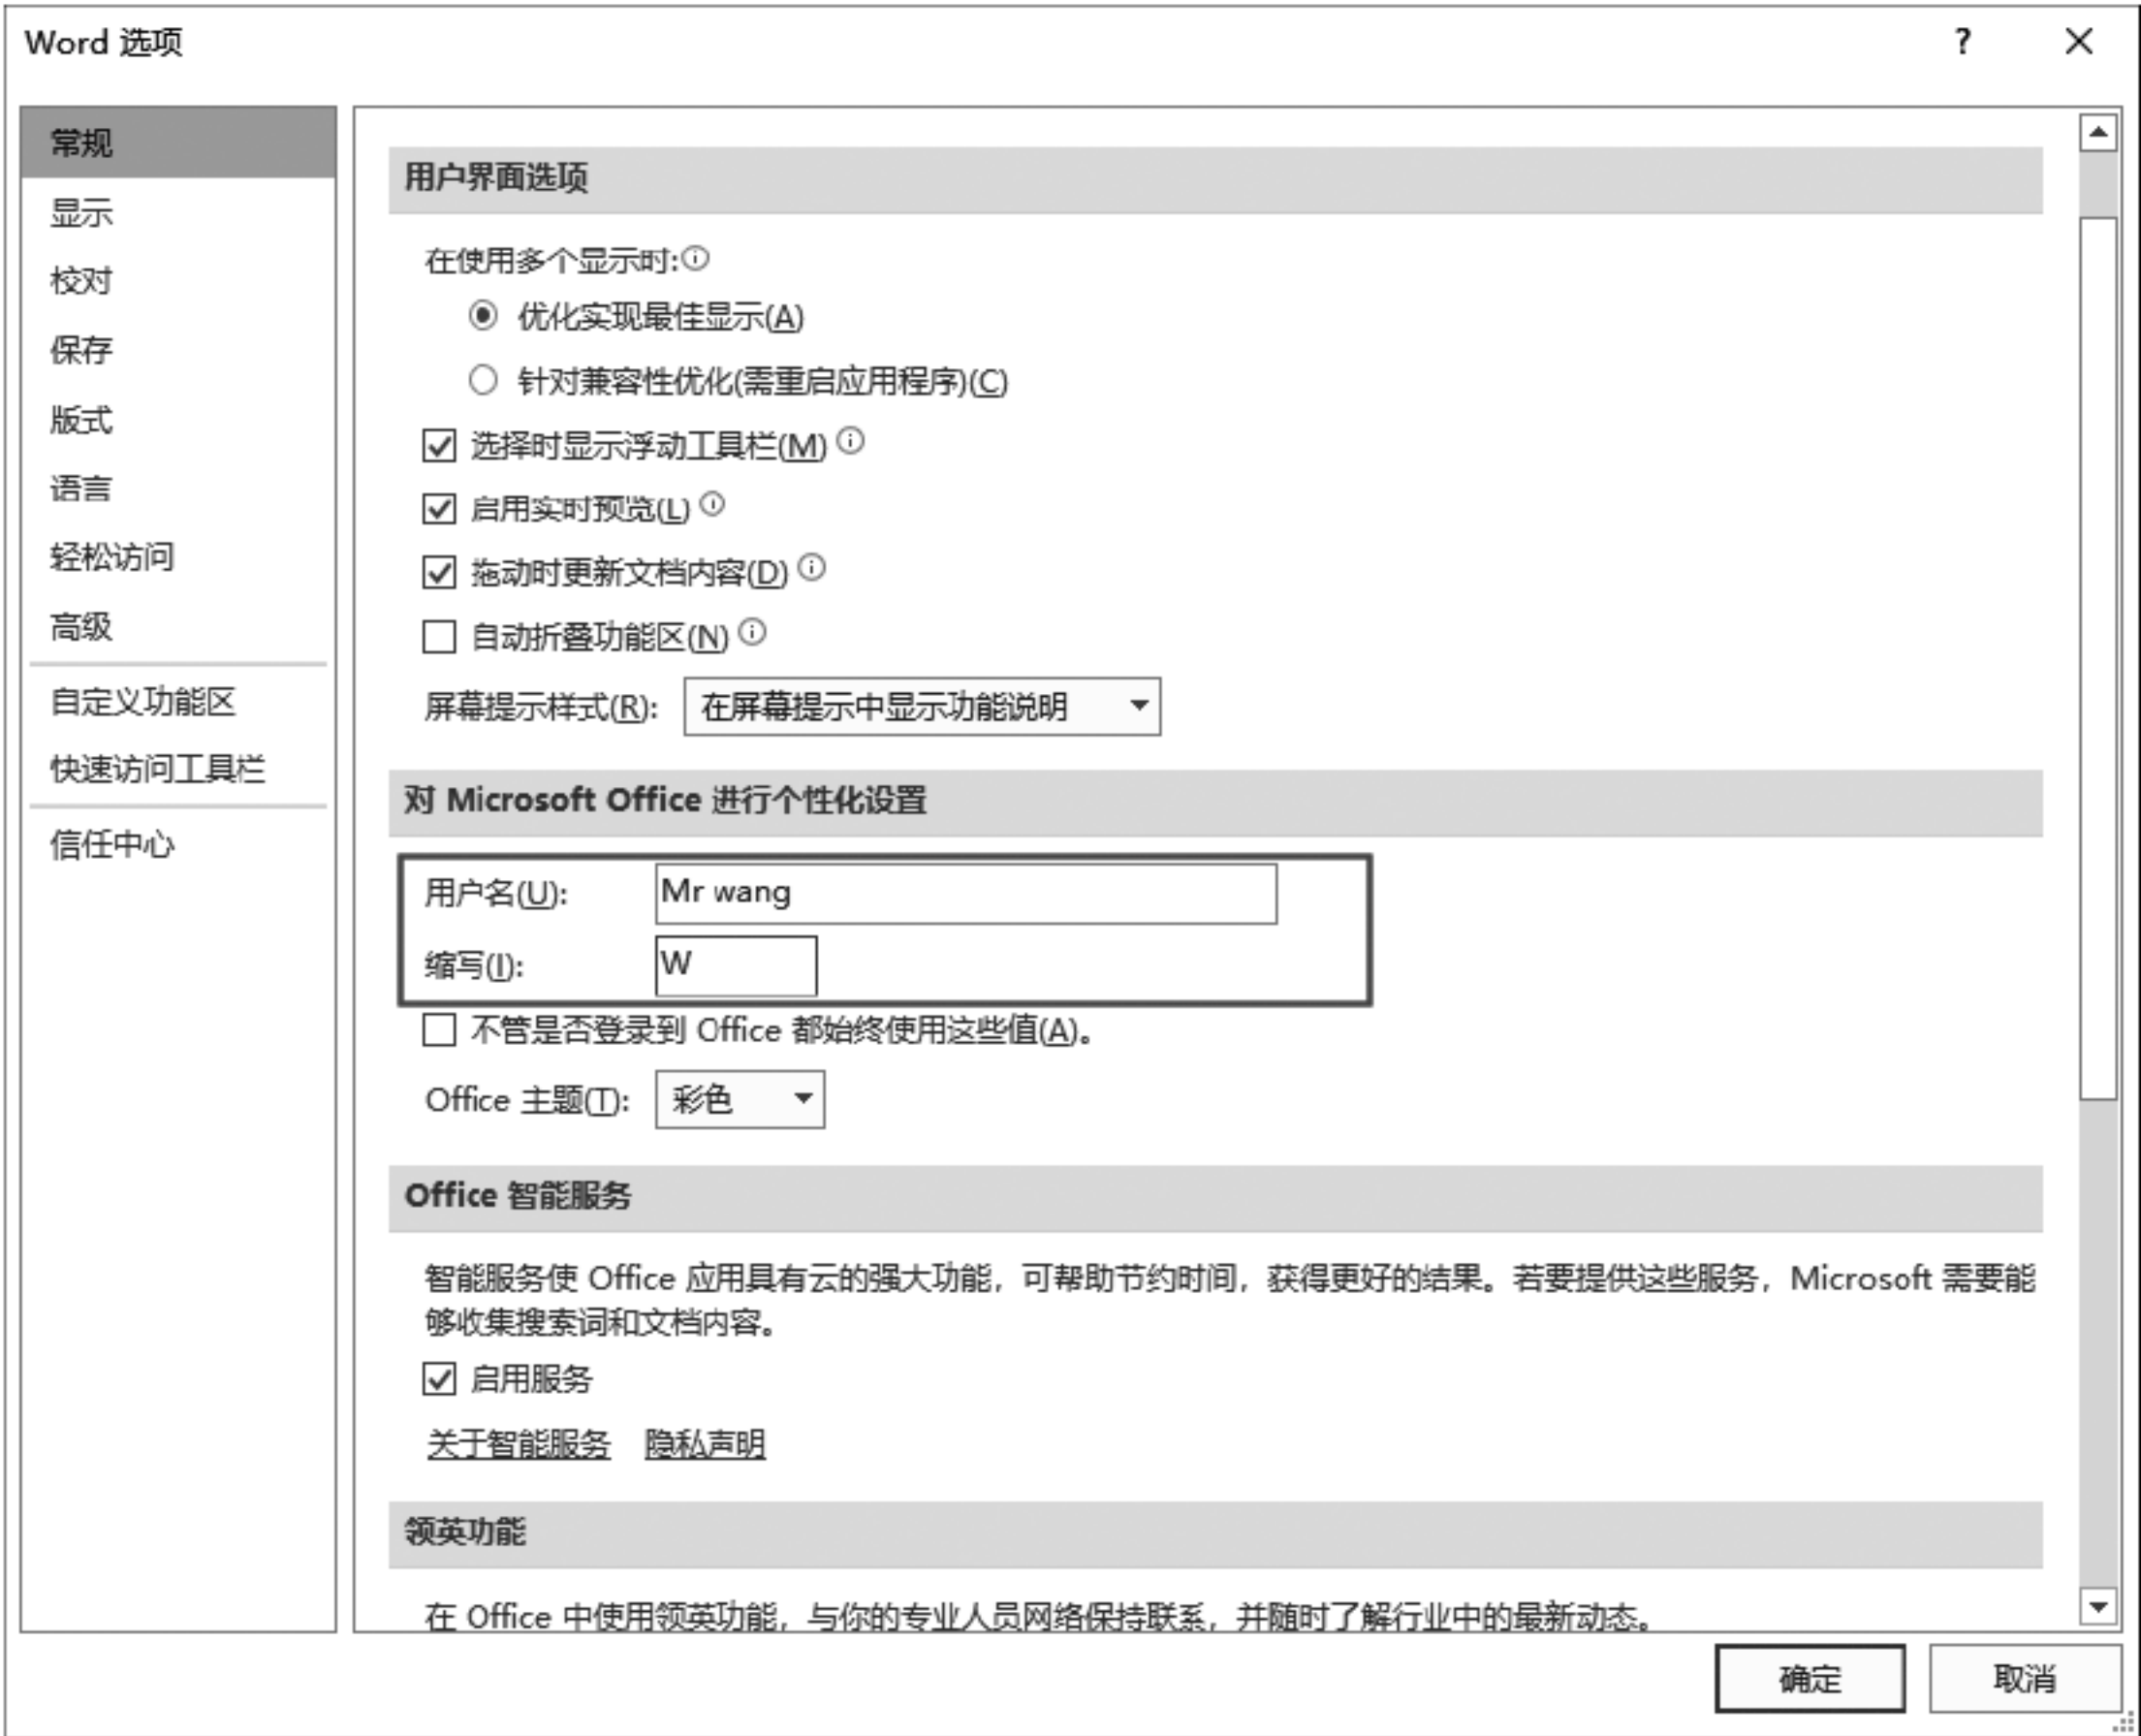 Word 选项
?
常规
显示
校对
保存
版式
语言
轻松访问
高级
自定义功能区
快速访问工具栏
信任中心
用户界面选项
在使用多个显示时:
优化实现最佳显示(A)
针对兼容性优化(需重启应用程序)(C)
选择时显示浮动工具栏(M)
启用实时预览(L)
拖动时更新文档内容(D)
自动折叠功能区(N)
屏幕提示样式(R): 在屏幕提示中显示功能说明
对 Microsoft Office 进行个性化设置
用户名(U): Mr wang
缩写(I): W
不管是否登录到 Office 都始终使用这些值(A)。
Office 主题(T): 彩色
Office 智能服务
智能服务使 Office 应用具有云的强大功能，可帮助节约时间，获得更好的结果。若要提供这些服务，Microsoft 需要能
够收集搜索词和文档内容。
启用服务
关于智能服务 隐私声明
领英功能
在 Office 中使用领英功能，与你的专业人员网络保持联系，并随时了解行业中的最新动态。
确定 取消